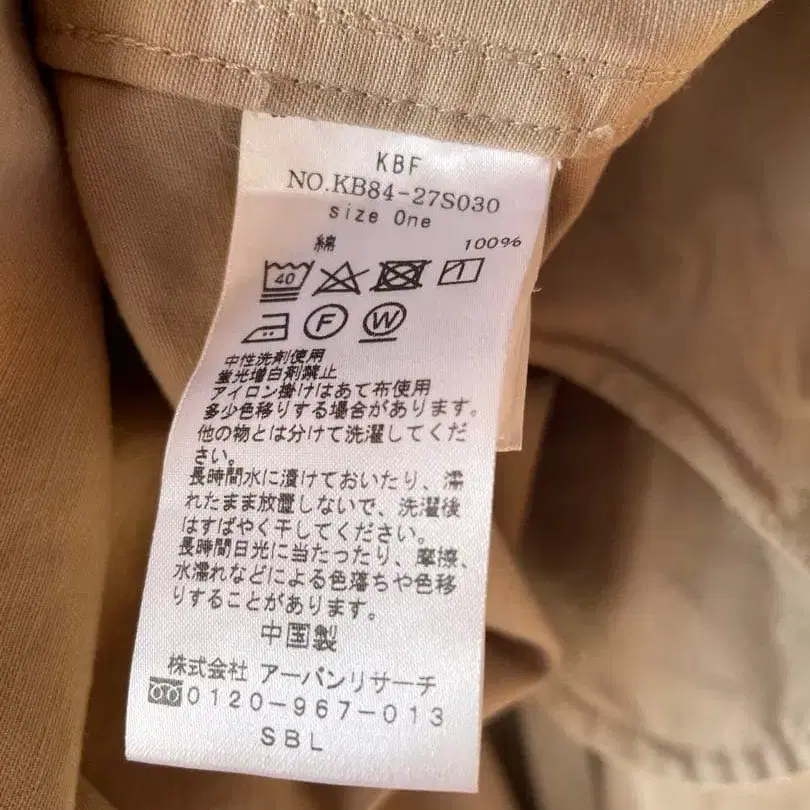 KBF
NO.KB84-27S030
size One
綿 100%
40
1
F W
中性洗剤使用
蛍光増白剤禁止
アイロン掛けはあて布使用
多少色移りする場合があります。
他の物とは分けて洗濯してくだ
さい。
長時間水に漬けておいたり、濡
れたまま放置しないで、洗濯後
はすばやく干してください。
長時間日光に当たったり、摩擦、
水濡れなどによる色落ちや色移
りすることがあります。
中国製
株式会社 アーバンリサーチ
0120-967-013
SBL